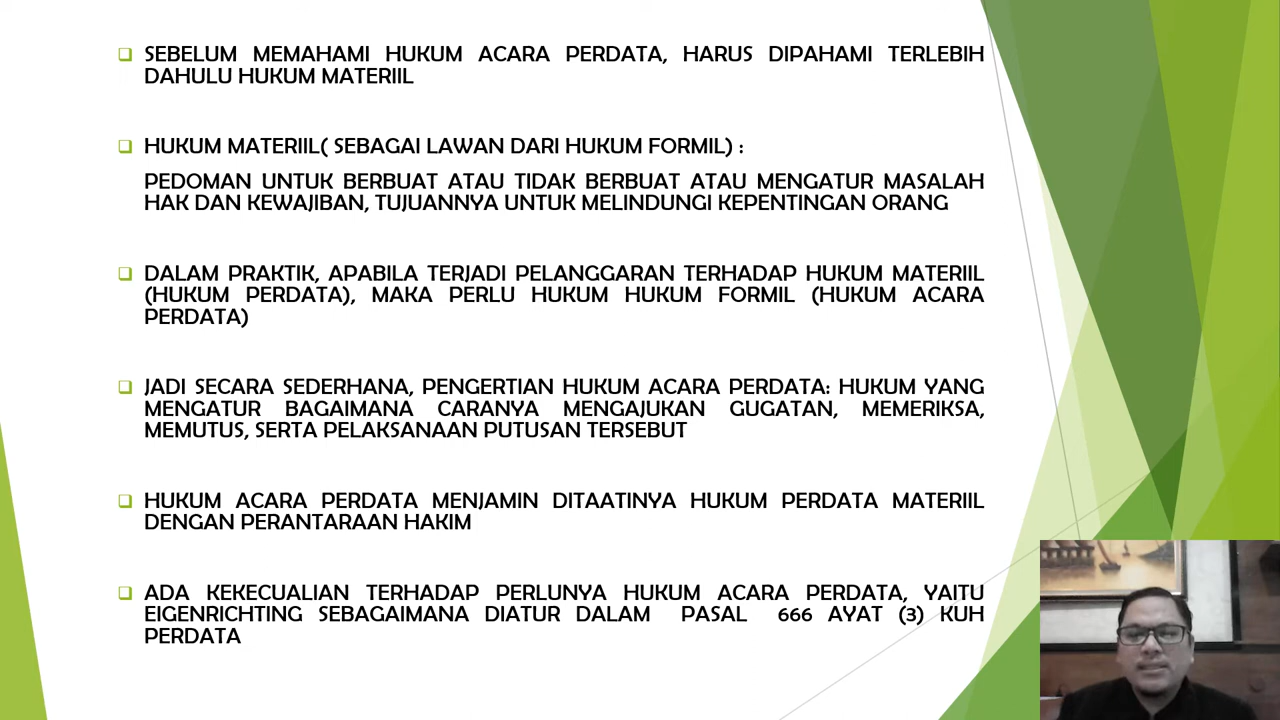 SEBELUM MEMAHAMI HUKUM ACARA PERDATA, HARUS DIPAHAMI TERLEBIH
DAHULU HUKUM MATERIIL
HUKUM MATERIIL( SEBAGAI LAWAN DARI HUKUM FORMIL) :
PEDOMAN UNTUK BERBUAT ATAU TIDAK BERBUAT ATAU MENGATUR MASALAH
HAK DAN KEWAJIBAN, TUJUANNYA UNTUK MELINDUNGI KEPENTINGAN ORANG
DALAM PRAKTIK, APABILA TERJADI PELANGGARAN TERHADAP HUKUM MATERIIL
(HUKUM PERDATA), MAKA PERLU HUKUM HUKUM FORMIL (HUKUM ACARA
PERDATA)
JADI SECARA SEDERHANA, PENGERTIAN HUKUM ACARA PERDATA: HUKUM YANG
MENGATUR BAGAIMANA CARANYA MENGAJUKAN GUGATAN, MEMERIKSA,
MEMUTUS, SERTA PELAKSANAAN PUTUSAN TERSEBUT
HUKUM ACARA PERDATA MENJAMIN DITAATINYA HUKUM PERDATA MATERIIL
DENGAN PERANTARAAN HAKIM
ADA KEKECUALIAN TERHADAP PERLUNYA HUKUM ACARA PERDATA, YAITU
EIGENRICHTING SEBAGAIMANA DIATUR DALAM PASAL 666 AYAT (3) KUH
PERDATA